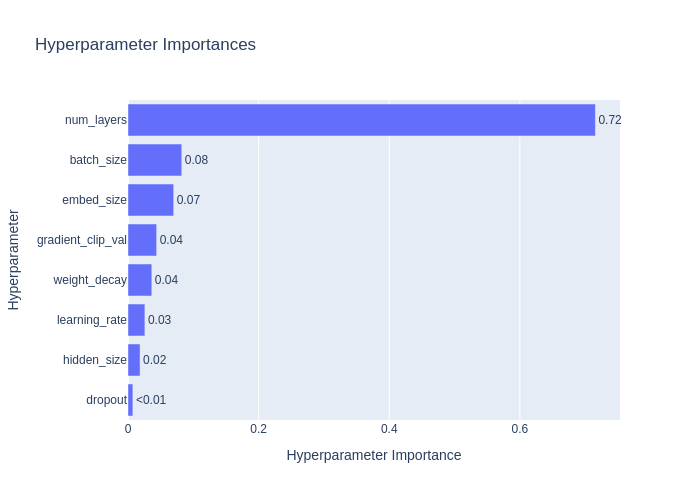 Hyperparameter Importances
Hyperparameter
num_layers 0.72
batch_size 0.08
embed_size 0.07
gradient_clip_val 0.04
weight_decay 0.04
learning_rate 0.03
hidden_size 0.02
dropout <0.01
0 0.2 0.4 0.6
Hyperparameter Importance